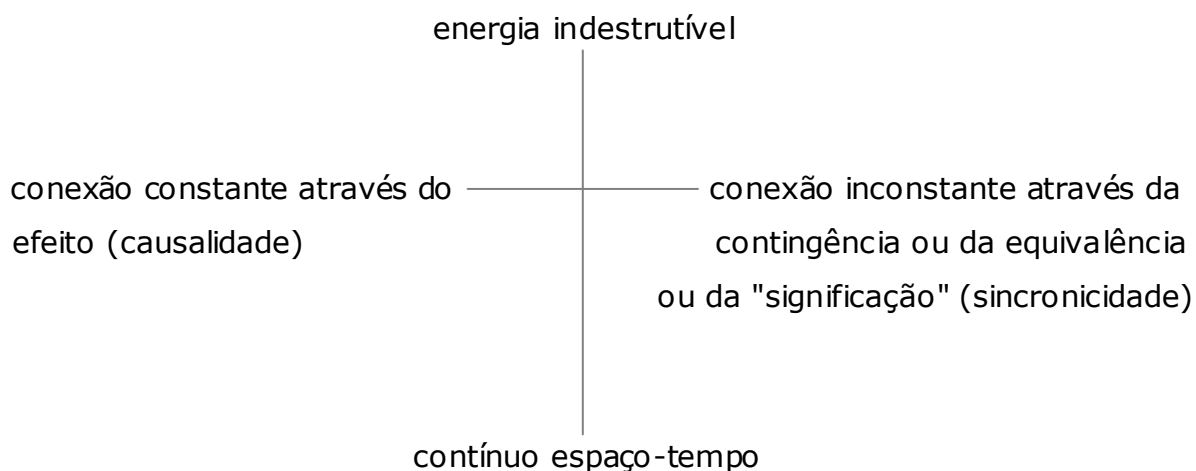 energia indestrutível
conexão constante através do
efeito (causalidade)
conexão inconstante através da
contingência ou da equivalência
ou da "significação" (sincronicidade)
contínuo espaço-tempo